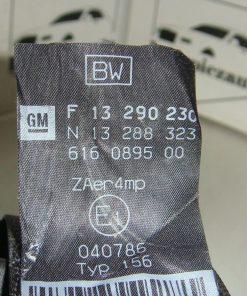 BW
GM F 13 290 230
N 13 288 323
616 0895 00
ZAer4mp
E1
040786
Typ 156